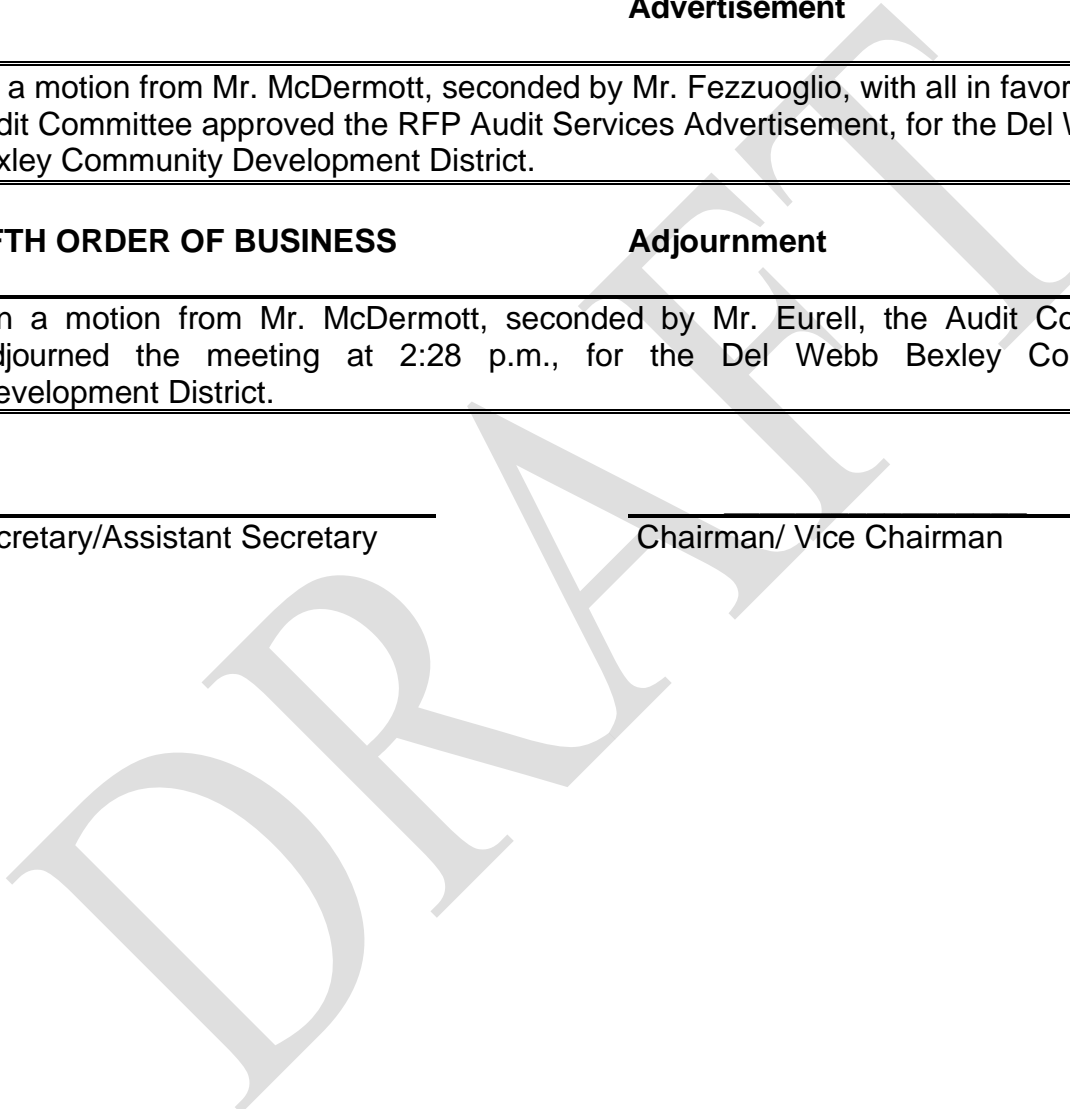 Advertisement
a motion from Mr. McDermott, seconded by Mr. Fezzuoglio, with all in favor
dit Committee approved the RFP Audit Services Advertisement, for the Del W
xley Community Development District.
FTH ORDER OF BUSINESS Adjournment
n a motion from Mr. McDermott, seconded by Mr. Eurell, the Audit Co
djourned the meeting at 2:28 p.m., for the Del Webb Bexley Co
evelopment District.
cretary/Assistant Secretary Chairman/ Vice Chairman
DRAFT